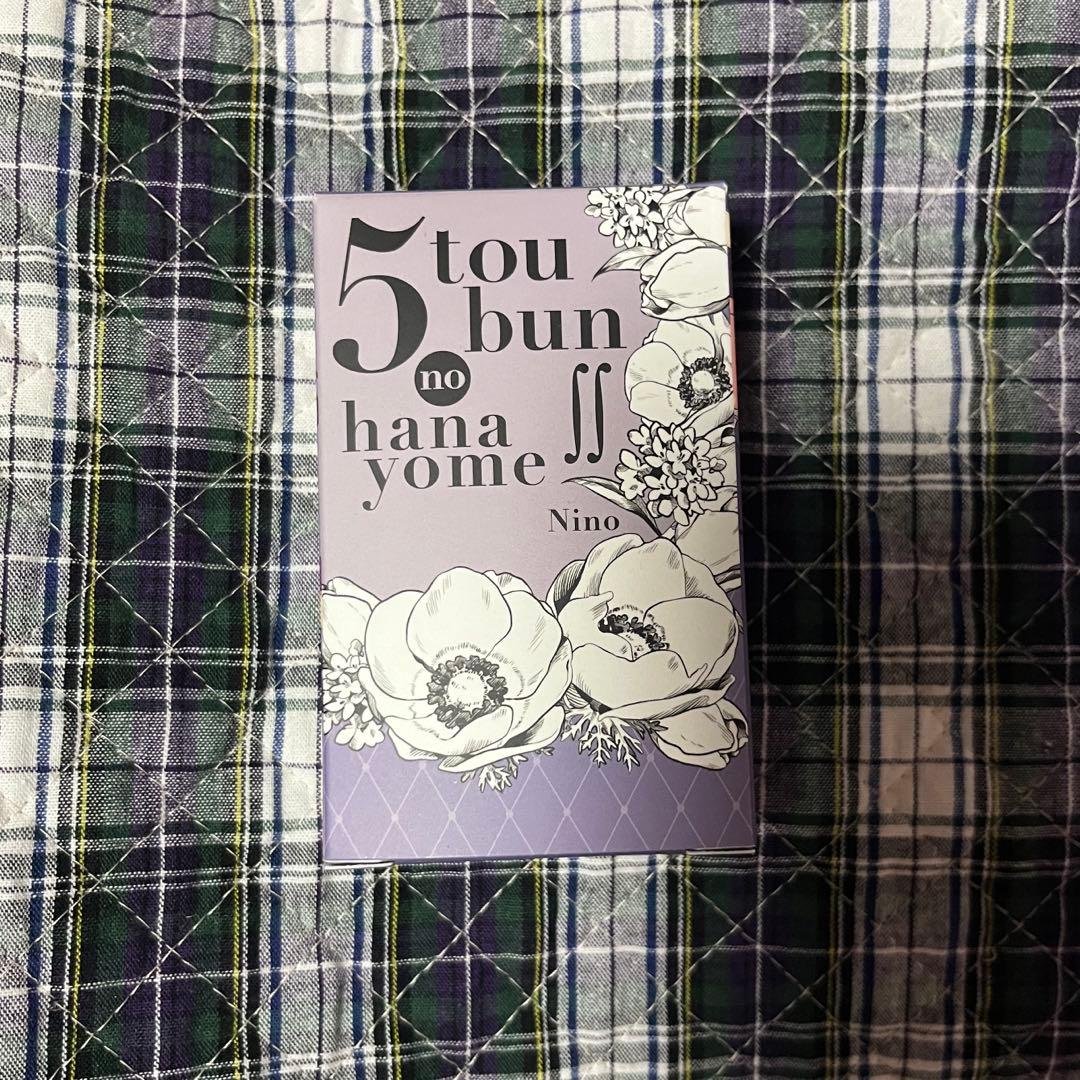 5 tou
bun
no
hana
yome ∬
Nino